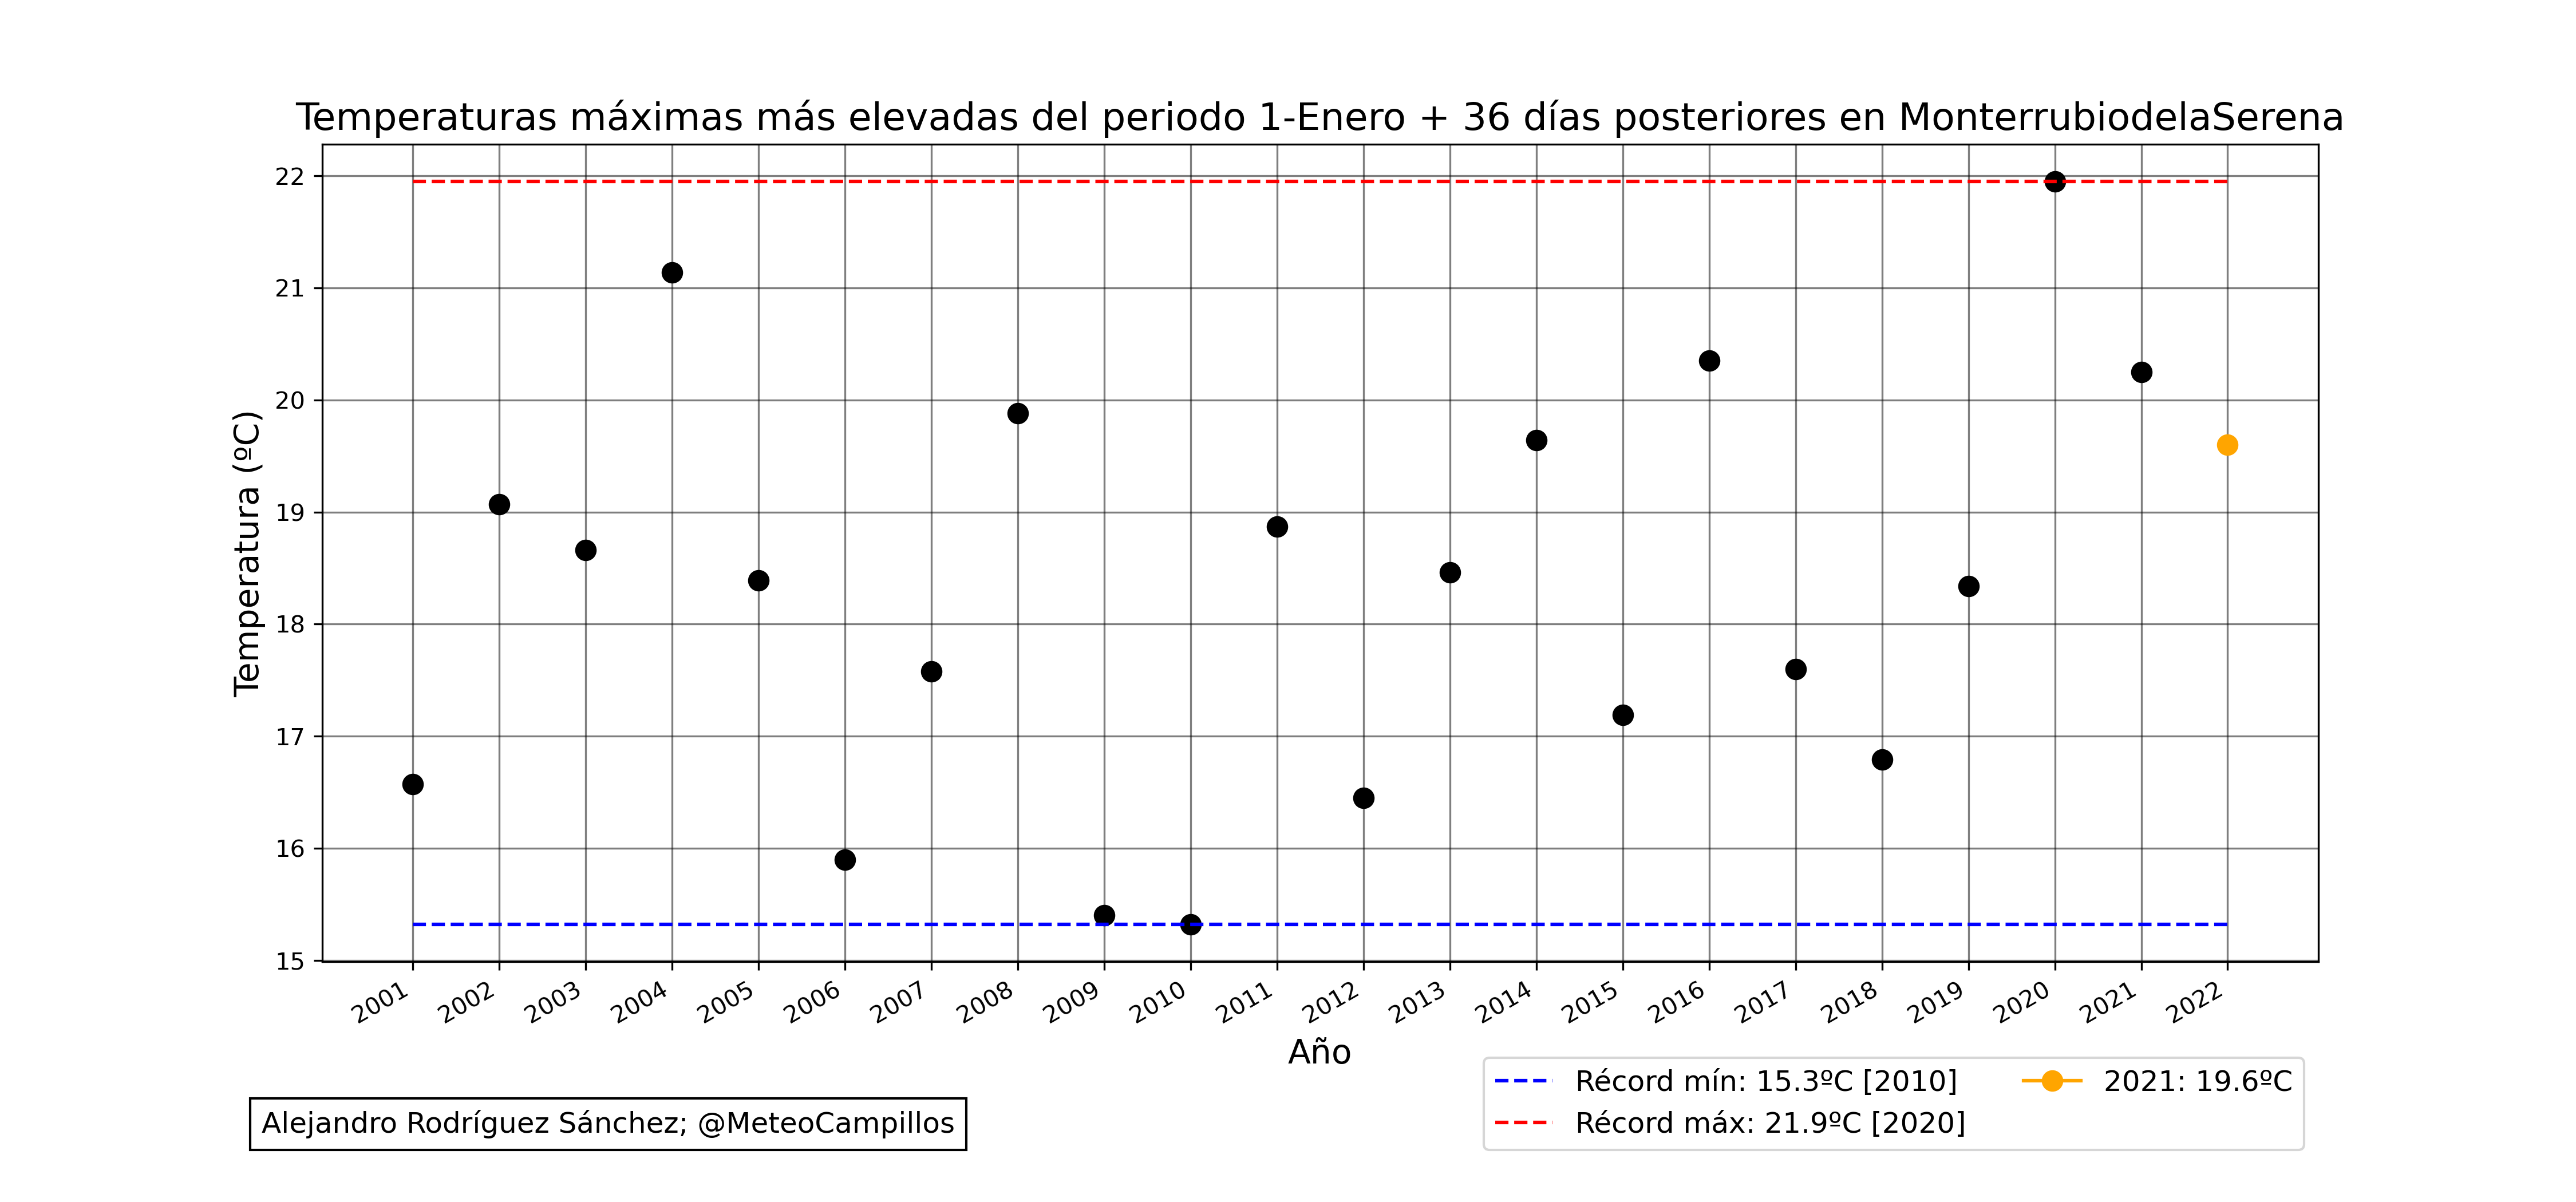 Temperaturas máximas más elevadas del periodo 1-Enero + 36 días posteriores en MonterrubiodelaSerena
Temperatura (ºC)
22
21
20
19
18
17
16
15
2001 2002 2003 2004 2005 2006 2007 2008 2009 2010 2011 2012 2013 2014 2015 2016 2017 2018 2019 2020 2021 2022
Año
Récord mín: 15.3ºC [2010]
Récord máx: 21.9ºC [2020]
2021: 19.6ºC
Alejandro Rodríguez Sánchez; @MeteoCampillos